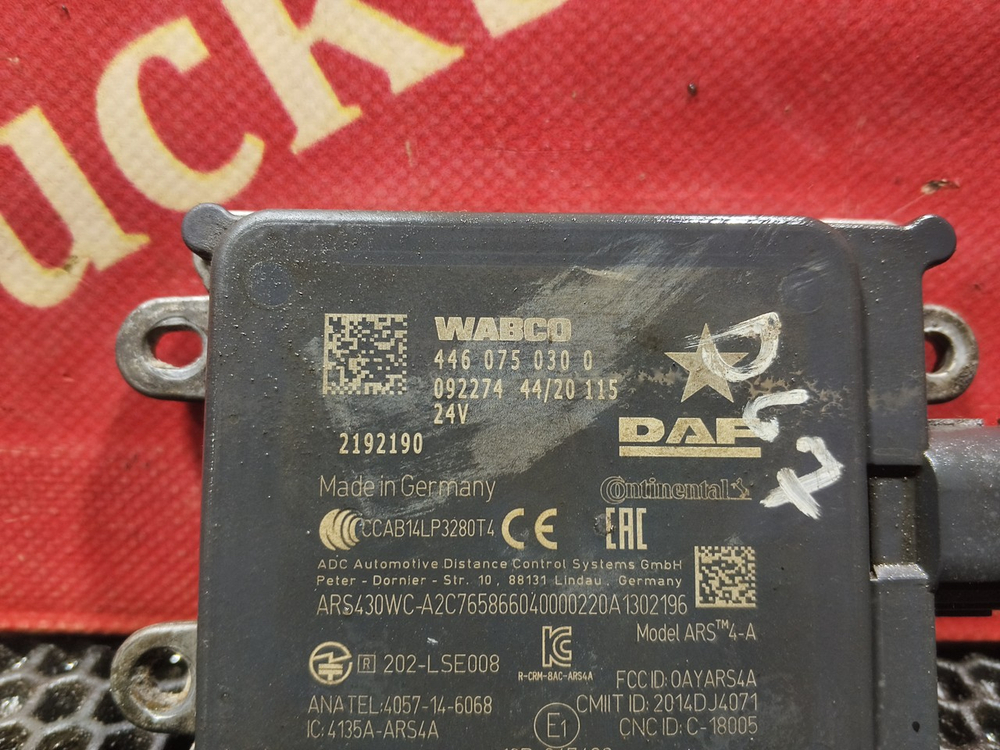 uck
WABCO
446 075 030 0
092274 44/20 115
24V
2192190
DAF
Made in Germany
Continental
CCAB14LP3280T4 CE EAC
ADC Automotive Distance Control Systems GmbH
Peter - Dornier - Str. 10, 88131 Lindau, Germany
ARS430WC-A2C765866040000220A1302196
Model ARS™4-A
R 202-LSE008
R-CRM-8AC-ARS4A
FCC ID: OAYARS4A
ANATEL:4057-14-6068
CMIIT ID: 2014DJ4071
IC: 4135A-ARS4A
E1
CNC ID: C-18005